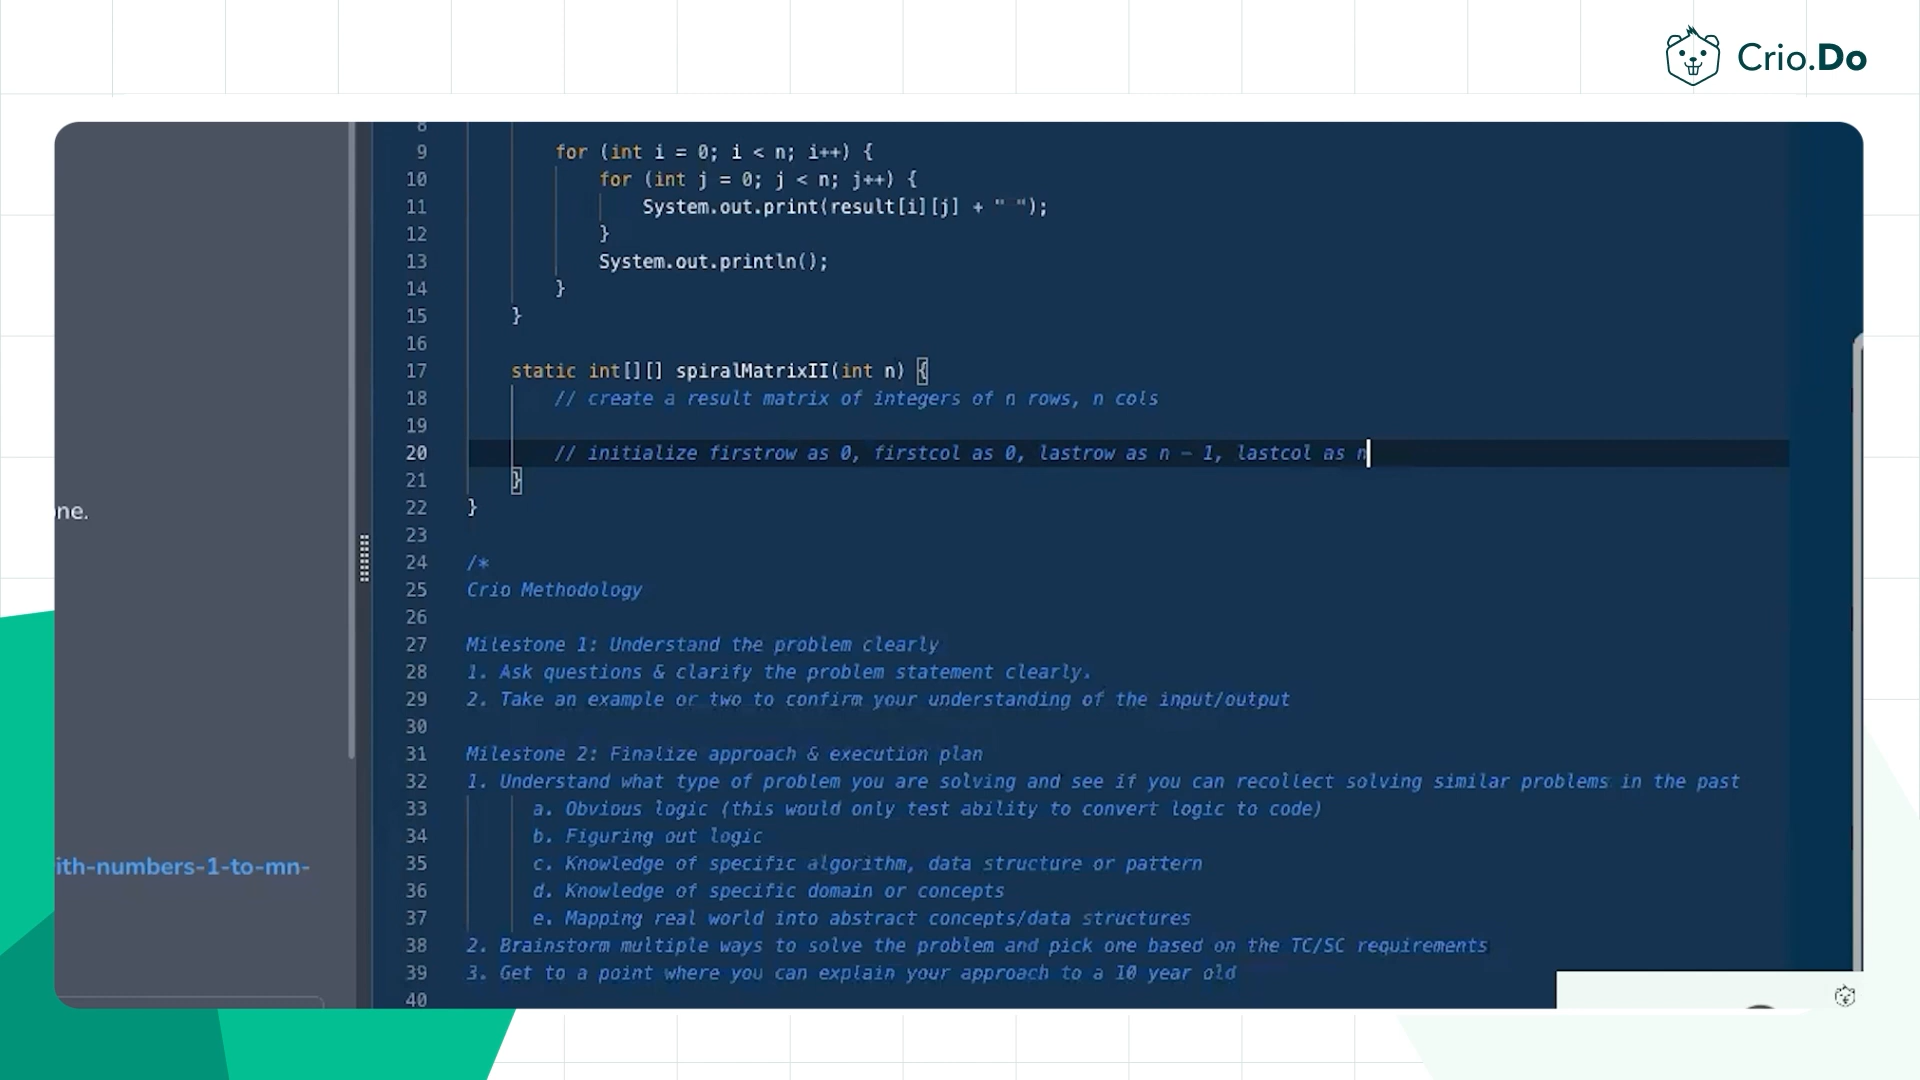 Crio.Do
8
9 for (int i = 0; i < n; i++) {
10 for (int j = 0; j < n; j++) {
11 System.out.print(result[i][j] + " ");
12 }
13 System.out.println();
14 }
15 }
16
17 static int[][] spiralMatrixII(int n) {
18 // create a result matrix of integers of n rows, n cols
19
20 // initialize firstrow as 0, firstcol as 0, lastrow as n - 1, lastcol as n
21 }
22 }
ne.
23
24 /*
25 Crio Methodology
26
27 Milestone 1: Understand the problem clearly
28 1. Ask questions & clarify the problem statement clearly.
29 2. Take an example or two to confirm your understanding of the input/output
30
31 Milestone 2: Finalize approach & execution plan
32 1. Understand what type of problem you are solving and see if you can recollect solving similar problems in the past
33 a. Obvious logic (this would only test ability to convert logic to code)
34 b. Figuring out logic
35 c. Knowledge of specific algorithm, data structure or pattern
ith-numbers-1-to-mn-
36 d. Knowledge of specific domain or concepts
37 e. Mapping real world into abstract concepts/data structures
38 2. Brainstorm multiple ways to solve the problem and pick one based on the TC/SC requirements
39 3. Get to a point where you can explain your approach to a 10 year old
40